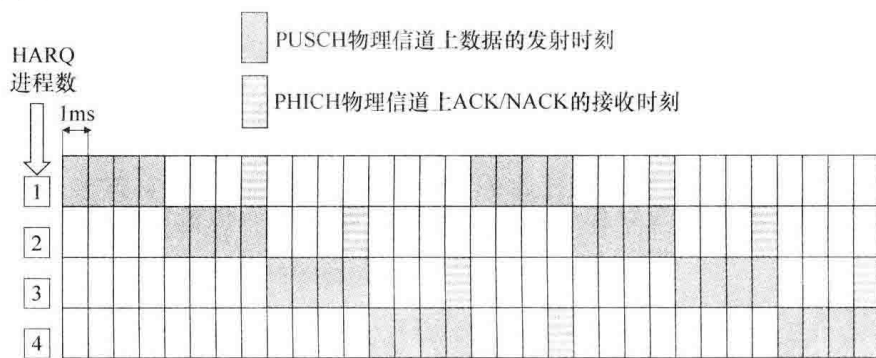 PUSCH物理信道上数据的发射时刻
HARQ
进程数
PHICH物理信道上ACK/NACK的接收时刻
1ms
1
2
3
4